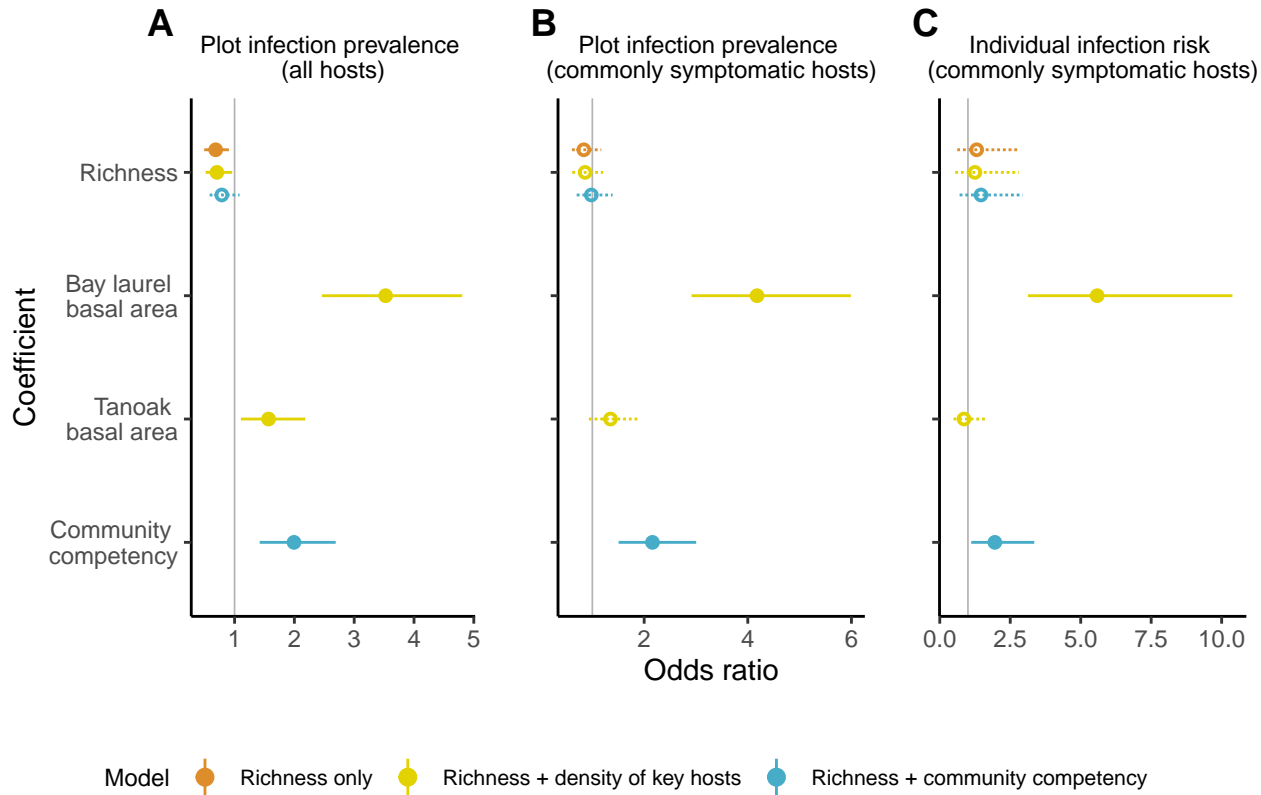 A
Plot infection prevalence
(all hosts)
B
Plot infection prevalence
(commonly symptomatic hosts)
C
Individual infection risk
(commonly symptomatic hosts)
Coefficient
Richness
Bay laurel
basal area
Tanoak
basal area
Community
competency
1 2 3 4 5
2 4 6
0.0 2.5 5.0 7.5 10.0
Odds ratio
Model Richness only Richness + density of key hosts Richness + community competency